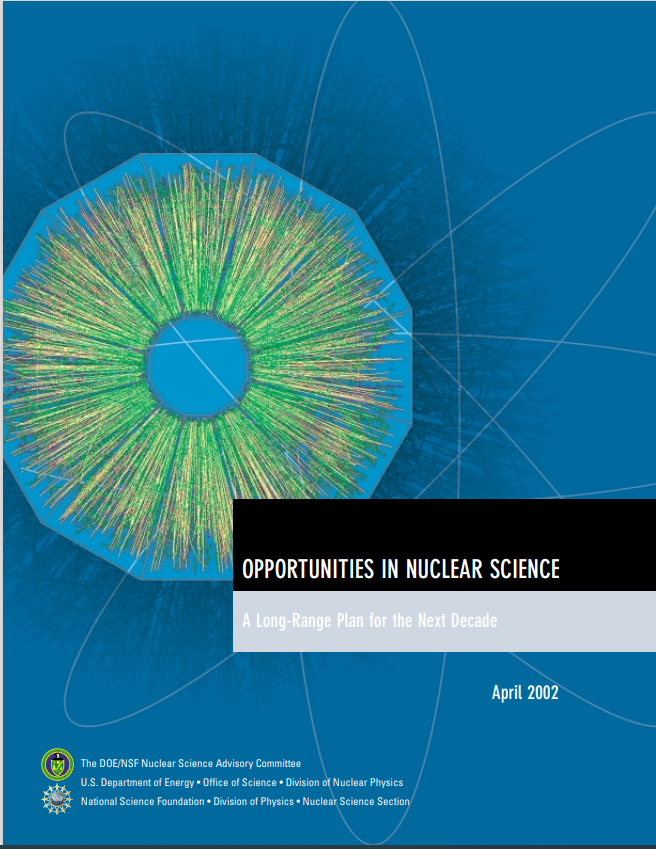 OPPORTUNITIES IN NUCLEAR SCIENCE
A Long-Range Plan for the Next Decade
April 2002
The DOE/NSF Nuclear Science Advisory Committee
U.S. Department of Energy • Office of Science • Division of Nuclear Physics
National Science Foundation • Division of Physics • Nuclear Science Section